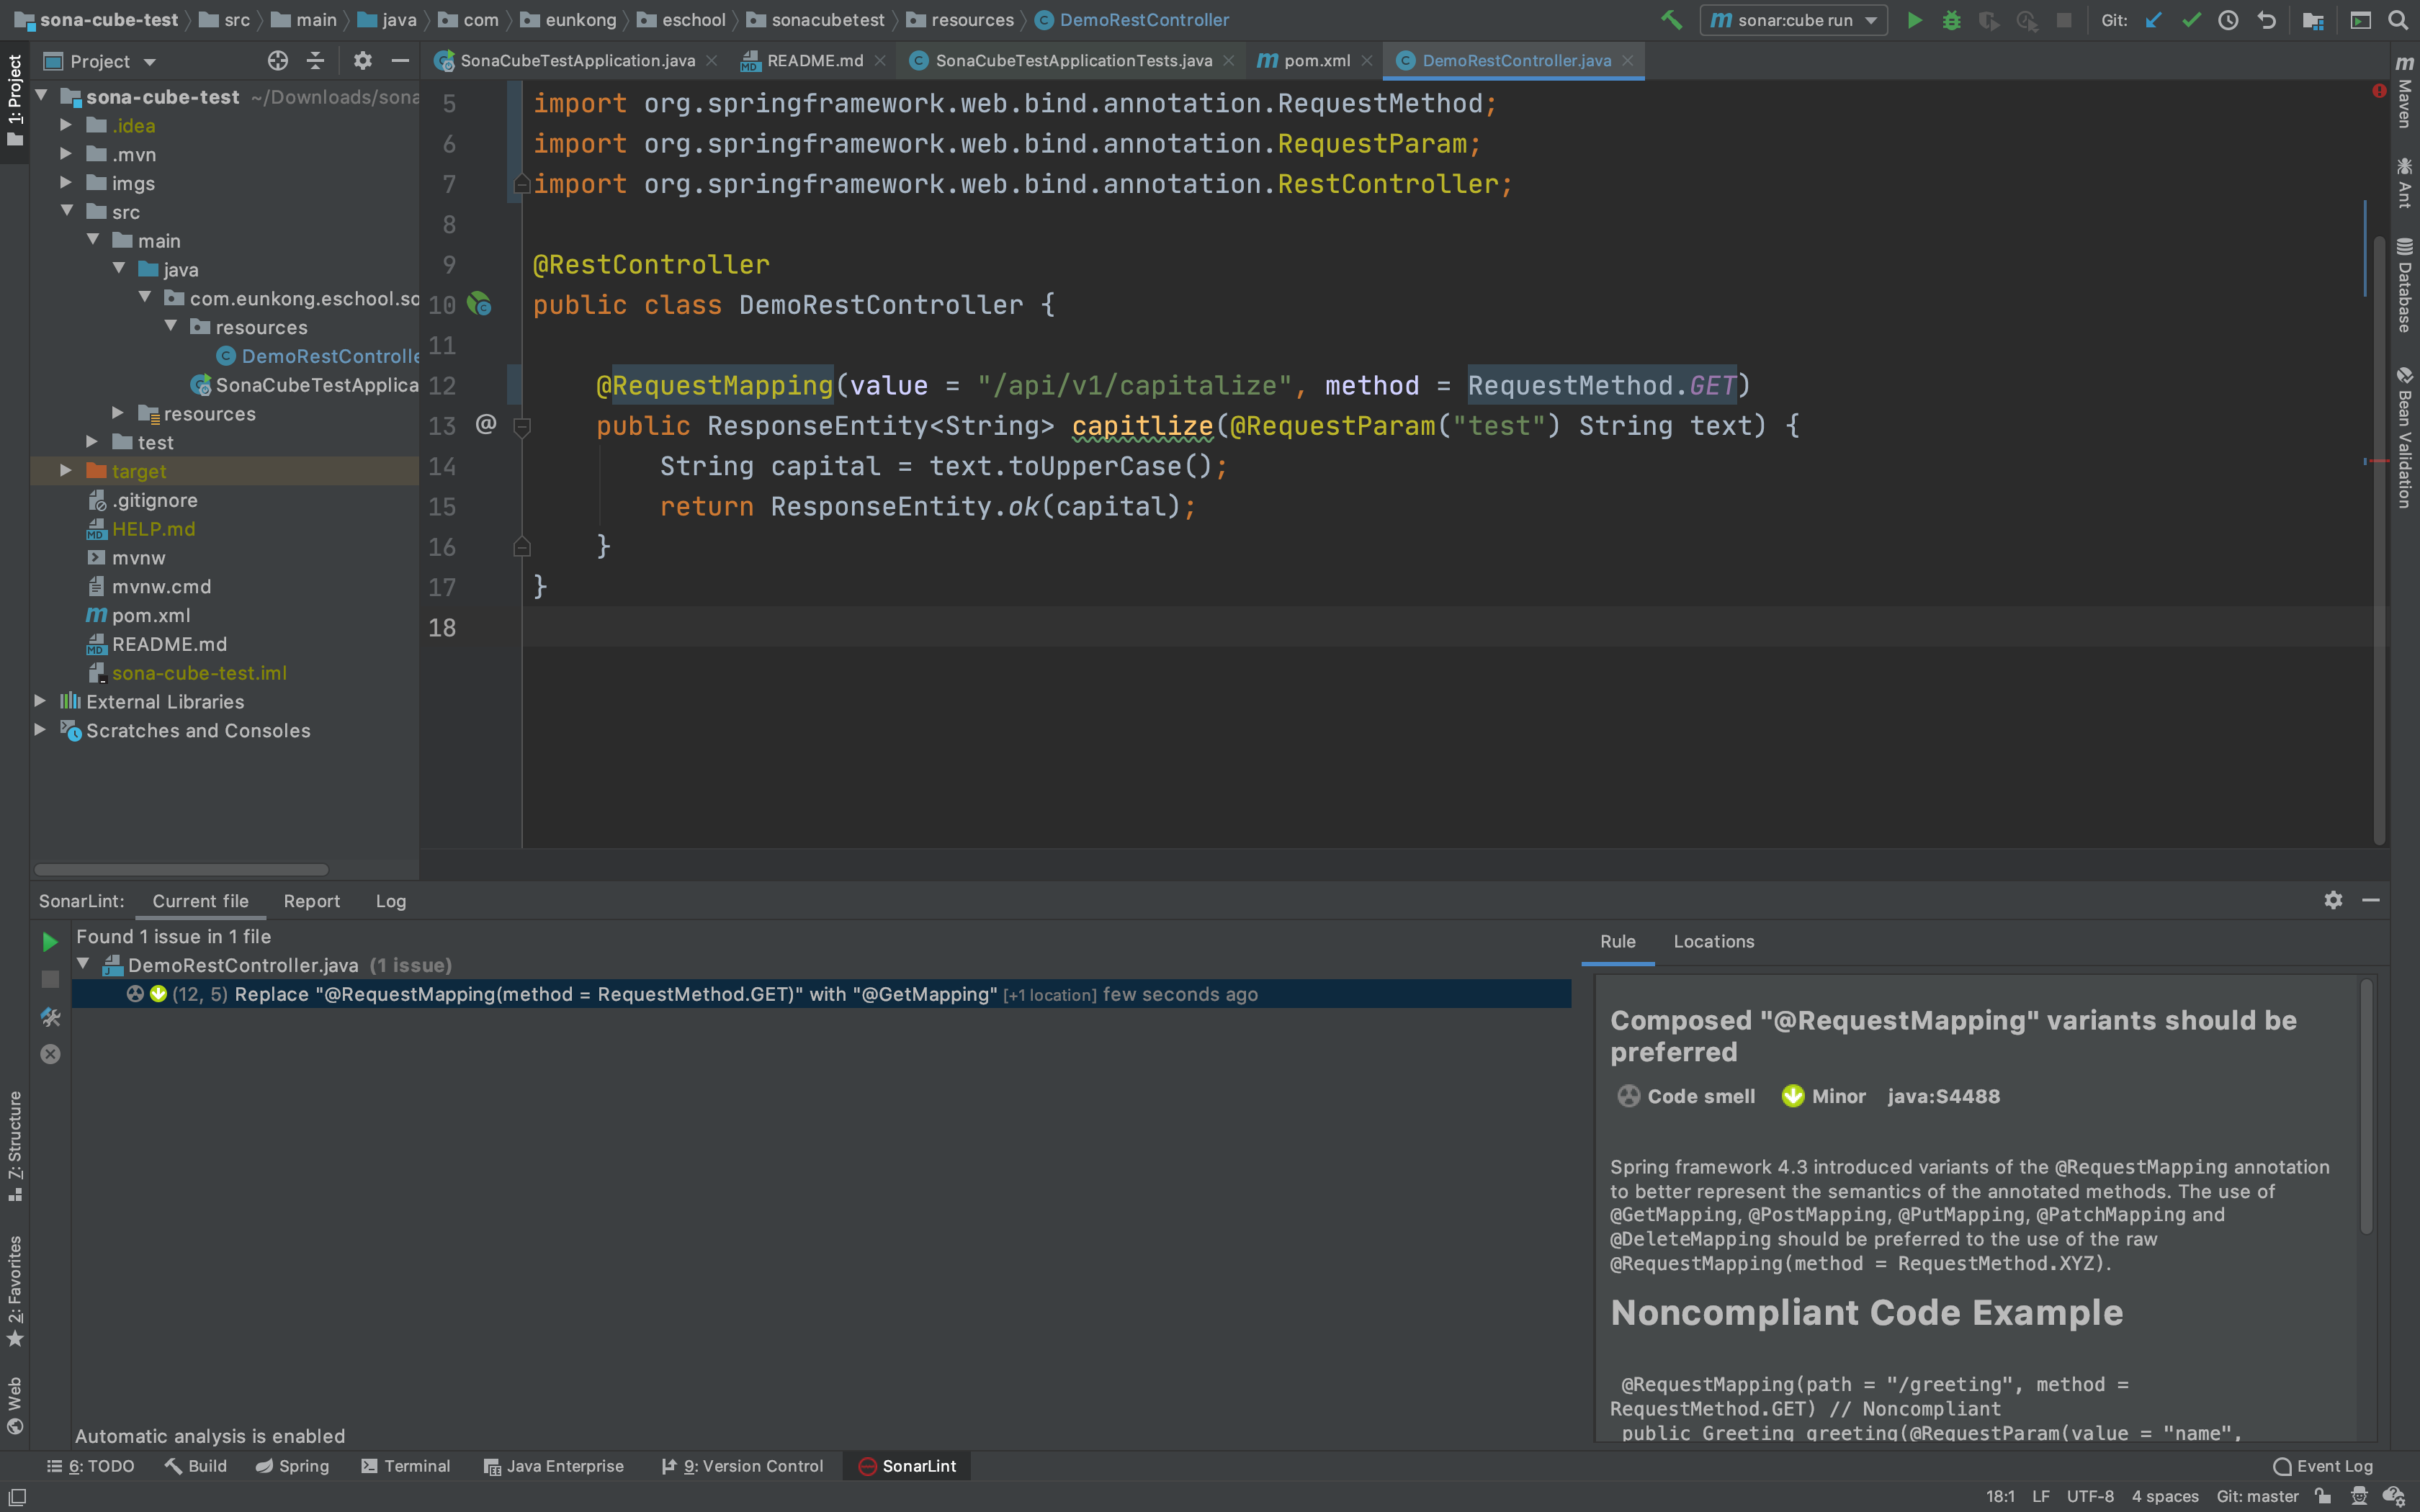 sona-cube-test src main java com eunkong eschool sonacubetest resources DemoRestController
sonar:cube run
Git:
1: Project
Project
SonaCubeTestApplication.java
README.md
SonaCubeTestApplicationTests.java
pom.xml
DemoRestController.java
sona-cube-test ~/Downloads/sona
.idea
.mvn
imgs
src
main
java
com.eunkong.eschool.so
resources
DemoRestControlle
SonaCubeTestApplica
resources
test
target
.gitignore
HELP.md
mvnw
mvnw.cmd
pom.xml
README.md
sona-cube-test.iml
External Libraries
Scratches and Consoles
5 import org.springframework.web.bind.annotation.RequestMethod;
6 import org.springframework.web.bind.annotation.RequestParam;
7 import org.springframework.web.bind.annotation.RestController;
8
9 @RestController
10 public class DemoRestController {
11
12 @RequestMapping(value = "/api/v1/capitalize", method = RequestMethod.GET)
13 public ResponseEntity<String> capitlize(@RequestParam("test") String text) {
14 String capital = text.toUpperCase();
15 return ResponseEntity.ok(capital);
16 }
17 }
18
Maven
Ant
Database
Bean Validation
SonarLint: Current file Report Log
Found 1 issue in 1 file
DemoRestController.java (1 issue)
(12, 5) Replace "@RequestMapping(method = RequestMethod.GET)" with "@GetMapping" [+1 location] few seconds ago
Automatic analysis is enabled
Rule Locations
Composed "@RequestMapping" variants should be
preferred
Code smell Minor java:S4488
Spring framework 4.3 introduced variants of the @RequestMapping annotation
to better represent the semantics of the annotated methods. The use of
@GetMapping, @PostMapping, @PutMapping, @PatchMapping and
@DeleteMapping should be preferred to the use of the raw
@RequestMapping(method = RequestMethod.XYZ).
Noncompliant Code Example
@RequestMapping(path = "/greeting", method =
RequestMethod.GET) // Noncompliant
public Greeting greeting(@RequestParam(value = "name",
7: Structure
2: Favorites
Web
6: TODO
Build
Spring
Terminal
Java Enterprise
9: Version Control
SonarLint
Event Log
18:1 LF UTF-8 4 spaces Git: master